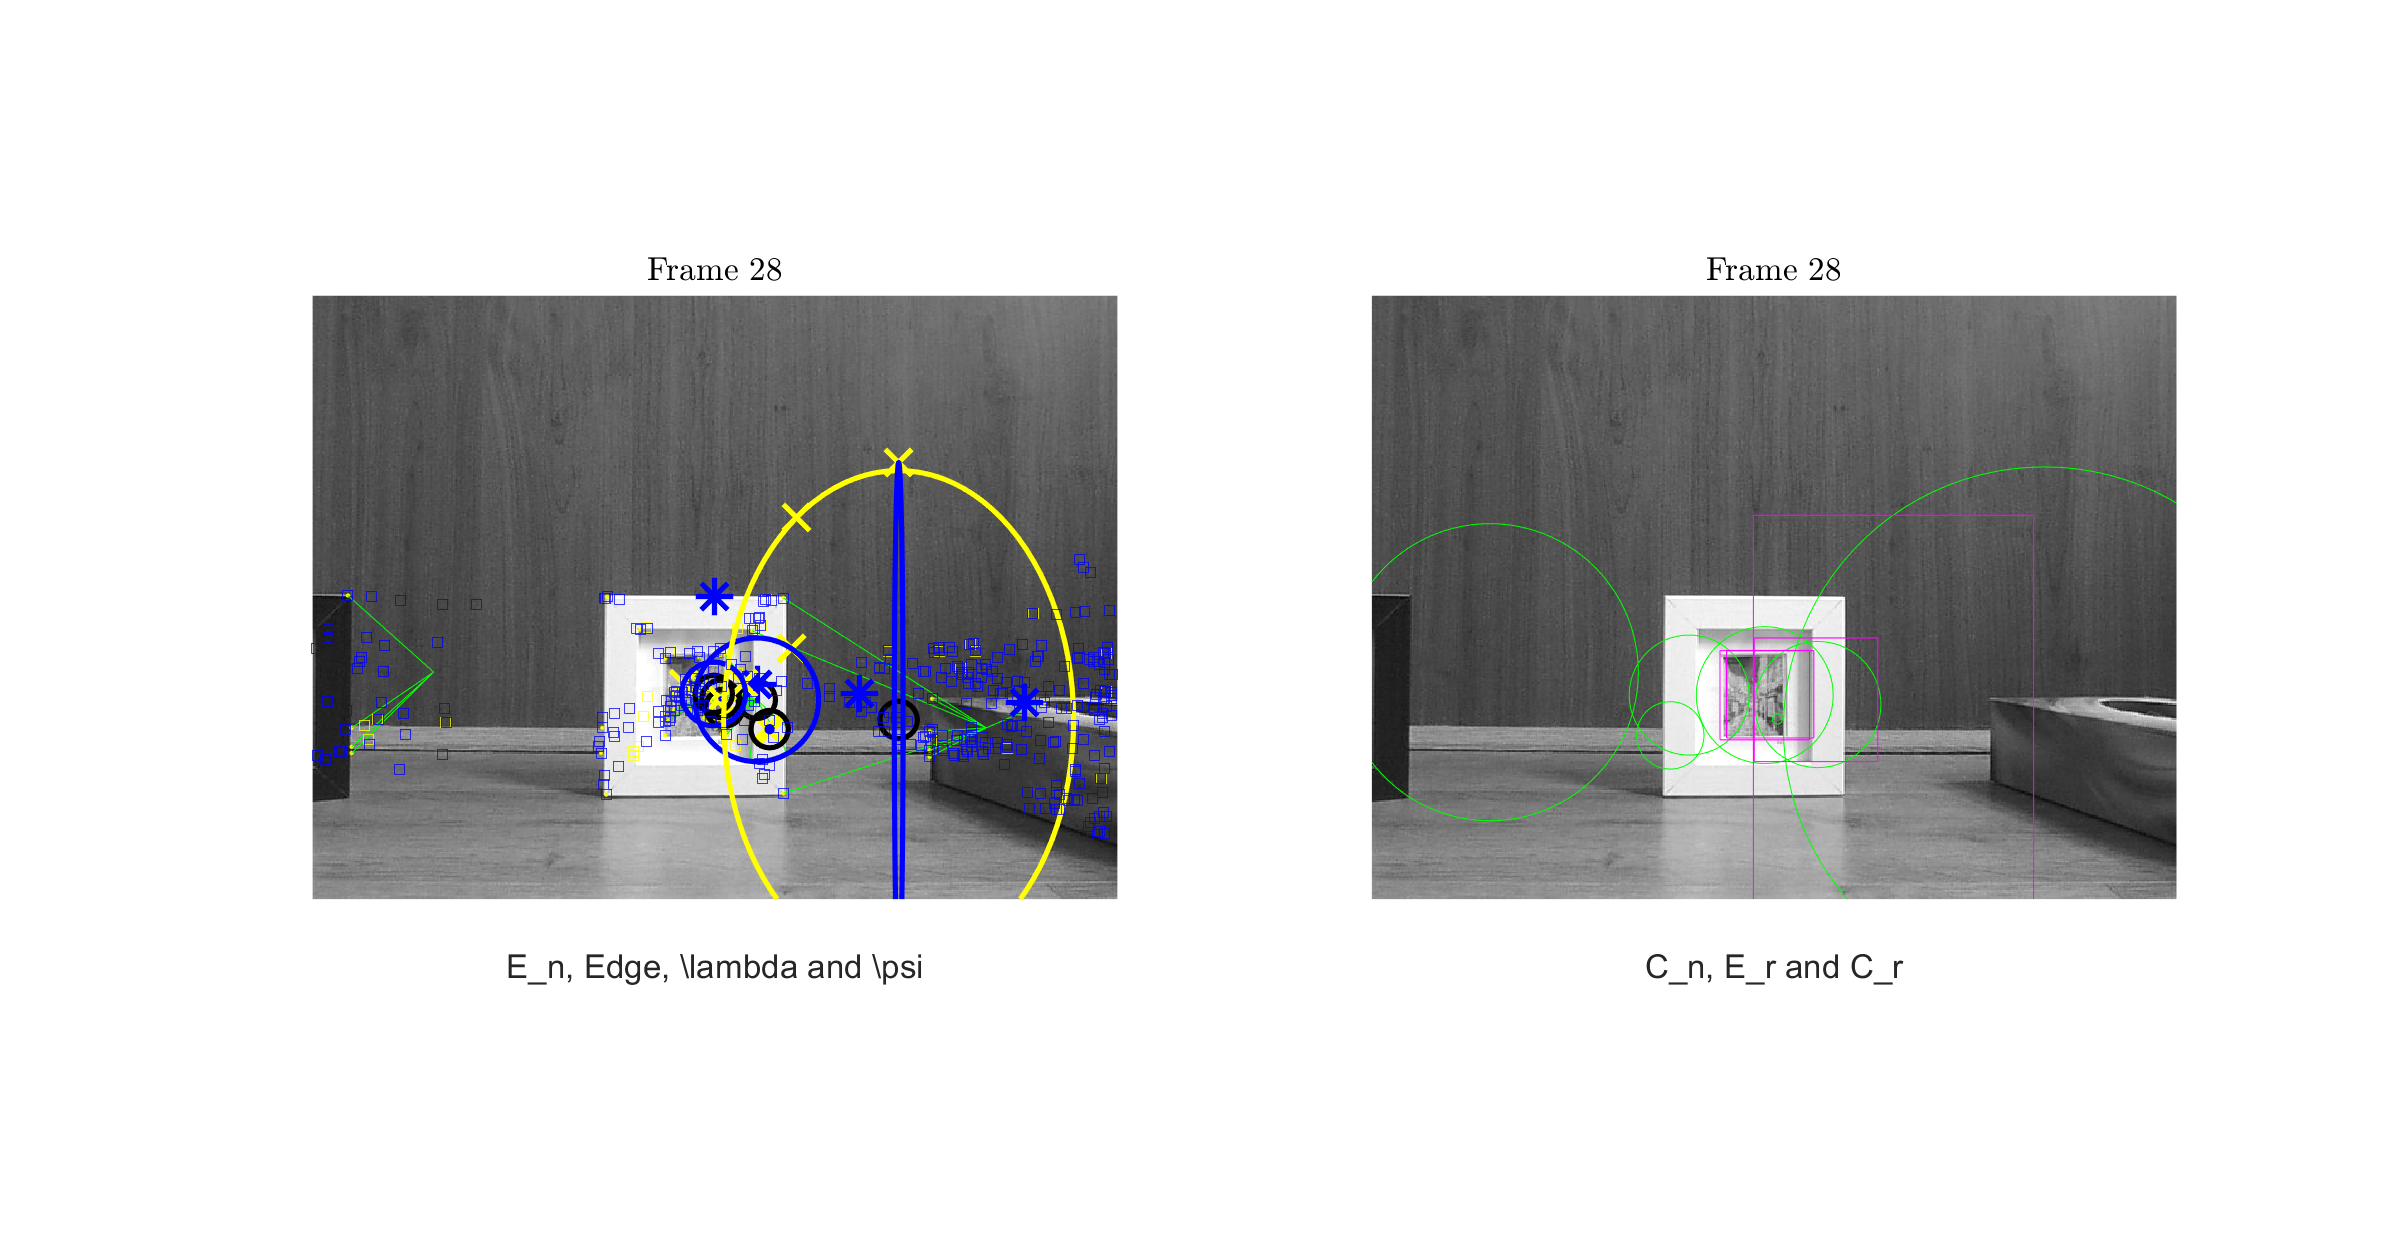 Frame 28
Frame 28
E_n, Edge, \lambda and \psi
C_n, E_r and C_r